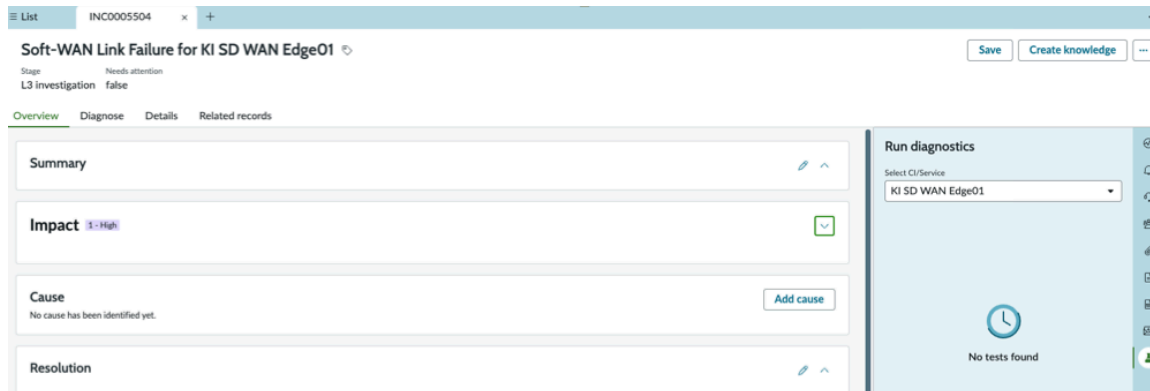 List
INC0005504
Soft-WAN Link Failure for KI SD WAN Edge01
Save
Create knowledge
Stage
Needs attention
L3 investigation
false
Overview
Diagnose
Details
Related records
Summary
Impact 1 - High
Cause
No cause has been identified yet.
Add cause
Resolution
Run diagnostics
Select CI/Service
KI SD WAN Edge01
No tests found